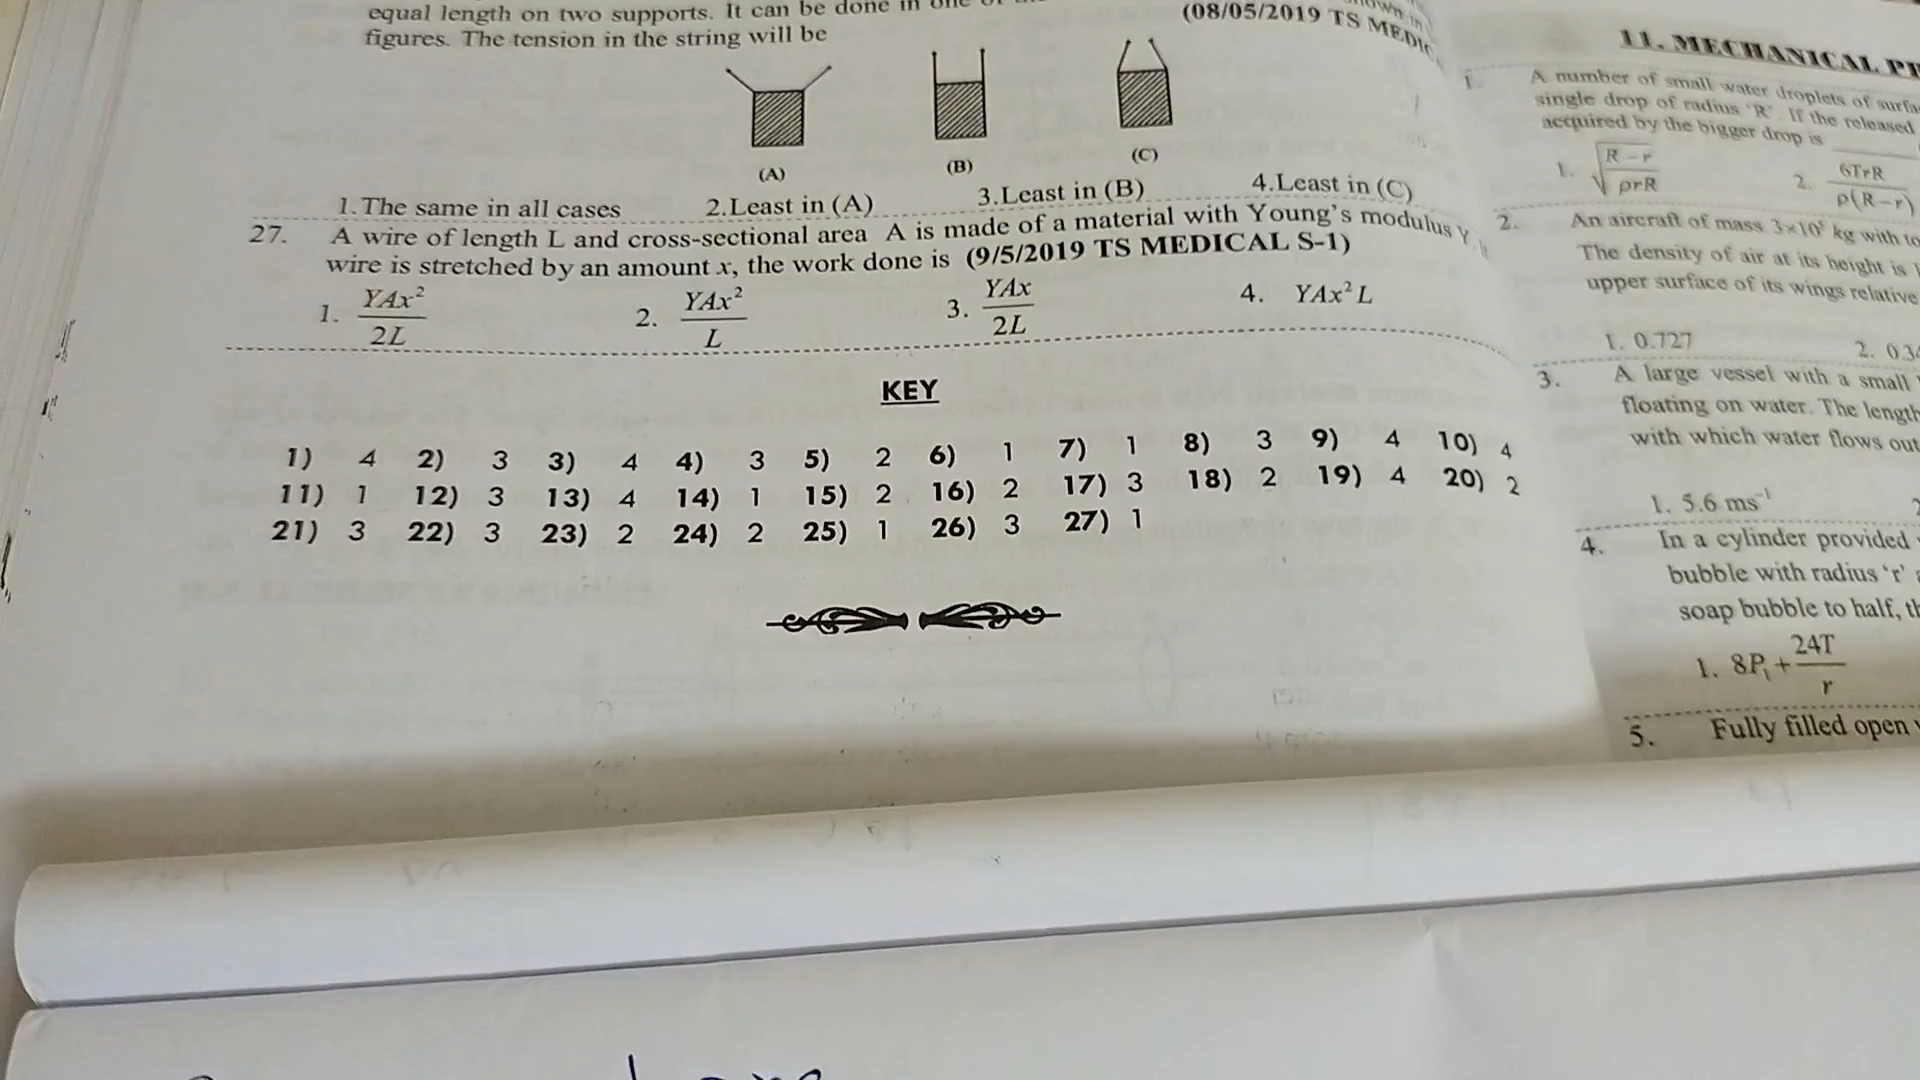 equal length on two supports. It can be done in one of
figures. The tension in the string will be
(08/05/2019 TS MEDIC
(A)
(B)
(C)
1.The same in all cases 2.Least in (A) 3.Least in (B) 4.Least in (C)
27. A wire of length L and cross-sectional area A is made of a material with Young's modulus Y.
wire is stretched by an amount x, the work done is (9/5/2019 TS MEDICAL S-1)
1. YAx²/2L 2. YAx²/L 3. YAx/2L 4. YAx²L
KEY
1) 4 2) 3 3) 4 4) 3 5) 2 6) 1 7) 1 8) 3 9) 4 10) 4
11) 1 12) 3 13) 4 14) 1 15) 2 16) 2 17) 3 18) 2 19) 4 20) 2
21) 3 22) 3 23) 2 24) 2 25) 1 26) 3 27) 1
11. MECHANICAL PR
1. A number of small water droplets of surfa
single drop of radius 'R'. If the released
acquired by the bigger drop is
1. √(R-r/ρrR) 2. 6TrR/ρ(R-r)
2. An aircraft of mass 3×10⁵ kg with to
The density of air at its height is
upper surface of its wings relative
1. 0.727 2. 0.34
3. A large vessel with a small
floating on water. The length
with which water flows out
1. 5.6 ms⁻¹
4. In a cylinder provided
bubble with radius 'r'
soap bubble to half, th
1. 8P₁+24T/r
5. Fully filled open